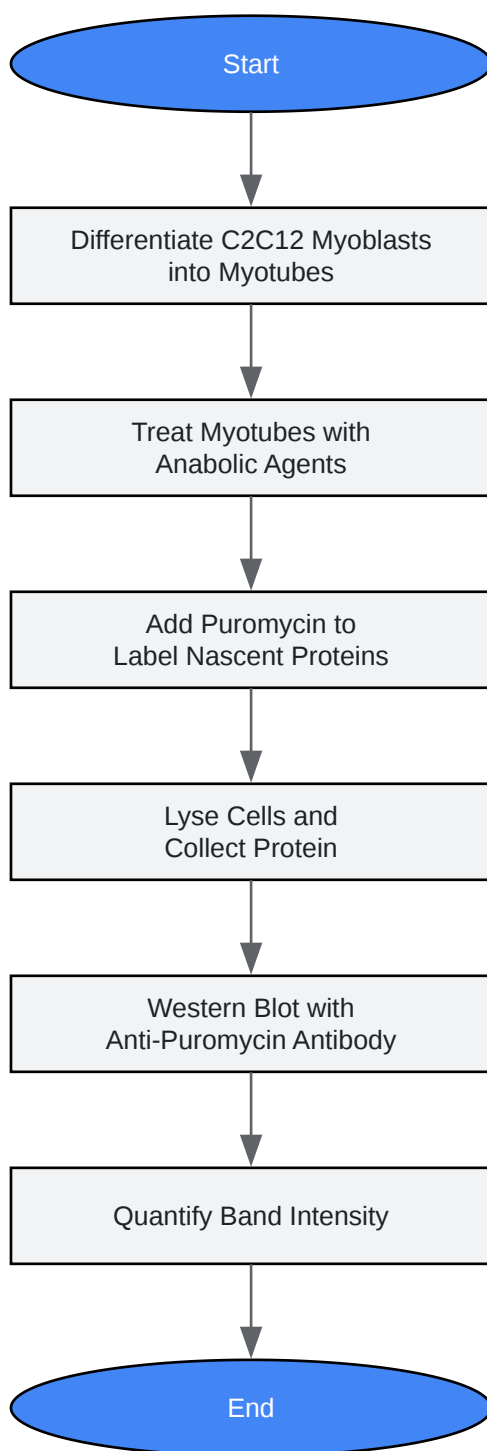 Start
Differentiate C2C12 Myoblasts
into Myotubes
Treat Myotubes with
Anabolic Agents
Add Puromycin to
Label Nascent Proteins
Lyse Cells and
Collect Protein
Western Blot with
Anti-Puromycin Antibody
Quantify Band Intensity
End